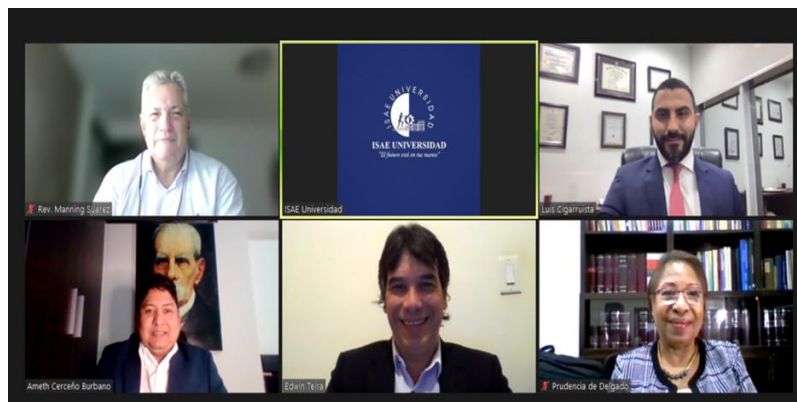 Rev. Manning Suarez
ISAE UNIVERSIDAD
ISAE UNIVERSIDAD
"El futuro está en tus manos"
ISAE Universidad
Luis Cigarruista
Ameth Cerceño Burbano
Edwin Teira
Prudencia de Delgado